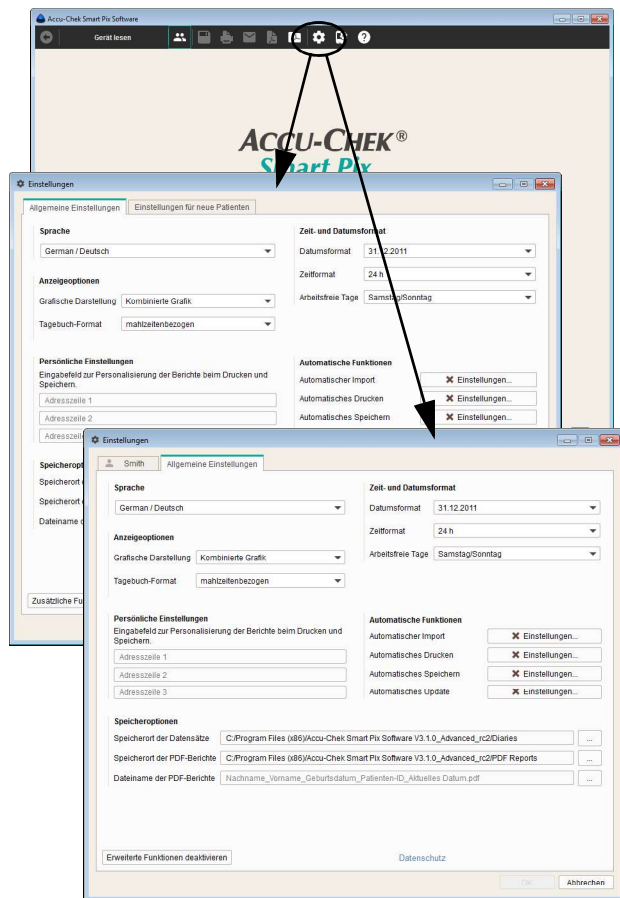 Accu-Chek Smart Pix Software
Gerät lesen
ACCU-CHEK®
Smart Pix
Einstellungen
Allgemeine Einstellungen
Einstellungen für neue Patienten
Sprache
German / Deutsch
Anzeigeoptionen
Grafische Darstellung Kombinierte Grafik
Tagebuch-Format mahlzeitenbezogen
Zeit- und Datumsformat
Datumsformat 31.12.2011
Zeitformat 24 h
Arbeitsfreie Tage Samstag/Sonntag
Persönliche Einstellungen
Eingabefeld zur Personalisierung der Berichte beim Drucken und
Speichern.
Adresszeile 1
Adresszeile 2
Adresszeile
Automatische Funktionen
Automatischer Import Einstellungen...
Automatisches Drucken Einstellungen...
Automatisches Speichern Einstellungen...
Speicheropt
Speicherort
Speicherort
Dateiname
Zusätzliche Fu
Einstellungen
Smith
Allgemeine Einstellungen
Sprache
German / Deutsch
Anzeigeoptionen
Grafische Darstellung Kombinierte Grafik
Tagebuch-Format mahlzeitenbezogen
Zeit- und Datumsformat
Datumsformat 31.12.2011
Zeitformat 24 h
Arbeitsfreie Tage Samstag/Sonntag
Persönliche Einstellungen
Eingabefeld zur Personalisierung der Berichte beim Drucken und
Speichern.
Adresszeile 1
Adresszeile 2
Adresszeile 3
Automatische Funktionen
Automatischer Import Einstellungen...
Automatisches Drucken Einstellungen...
Automatisches Speichern Einstellungen...
Automatisches Update Einstellungen...
Speicheroptionen
Speicherort der Datensätze C:/Program Files (x86)/Accu-Chek Smart Pix Software V3.1.0_Advanced_rc2/Diaries ...
Speicherort der PDF-Berichte C:/Program Files (x86)/Accu-Chek Smart Pix Software V3.1.0_Advanced_rc2/PDF Reports ...
Dateiname der PDF-Berichte Nachname_Vorname_Geburtsdatum_Patienten-ID_Aktuelles Datum.pdf ...
Erweiterte Funktionen deaktivieren
Datenschutz
OK Abbrechen